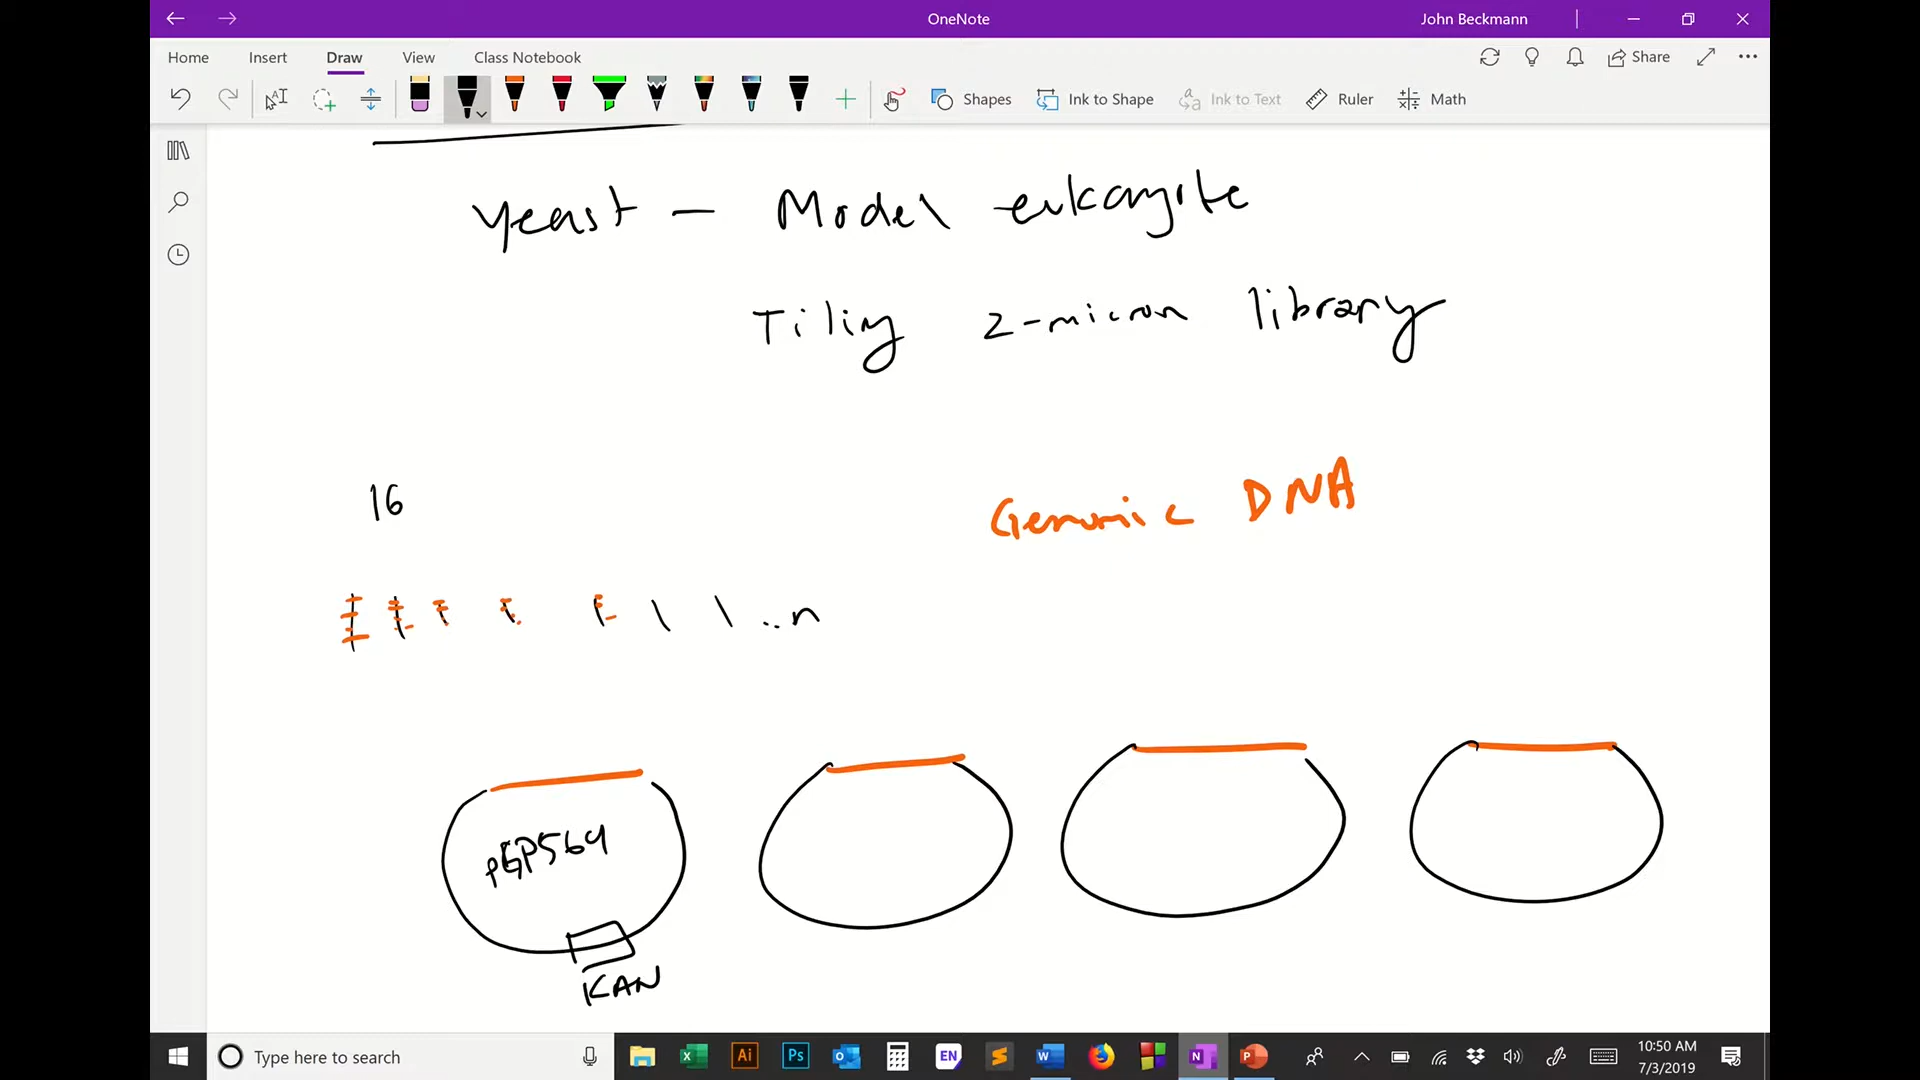 OneNote
John Beckmann
Home Insert Draw View Class Notebook
Share
Shapes Ink to Shape Ink to Text Ruler Math
yeast - Model eukaryote
Tiling 2-micron library
16
Genomic DNA
..n
pGP564
KAN
Type here to search
10:50 AM
7/3/2019